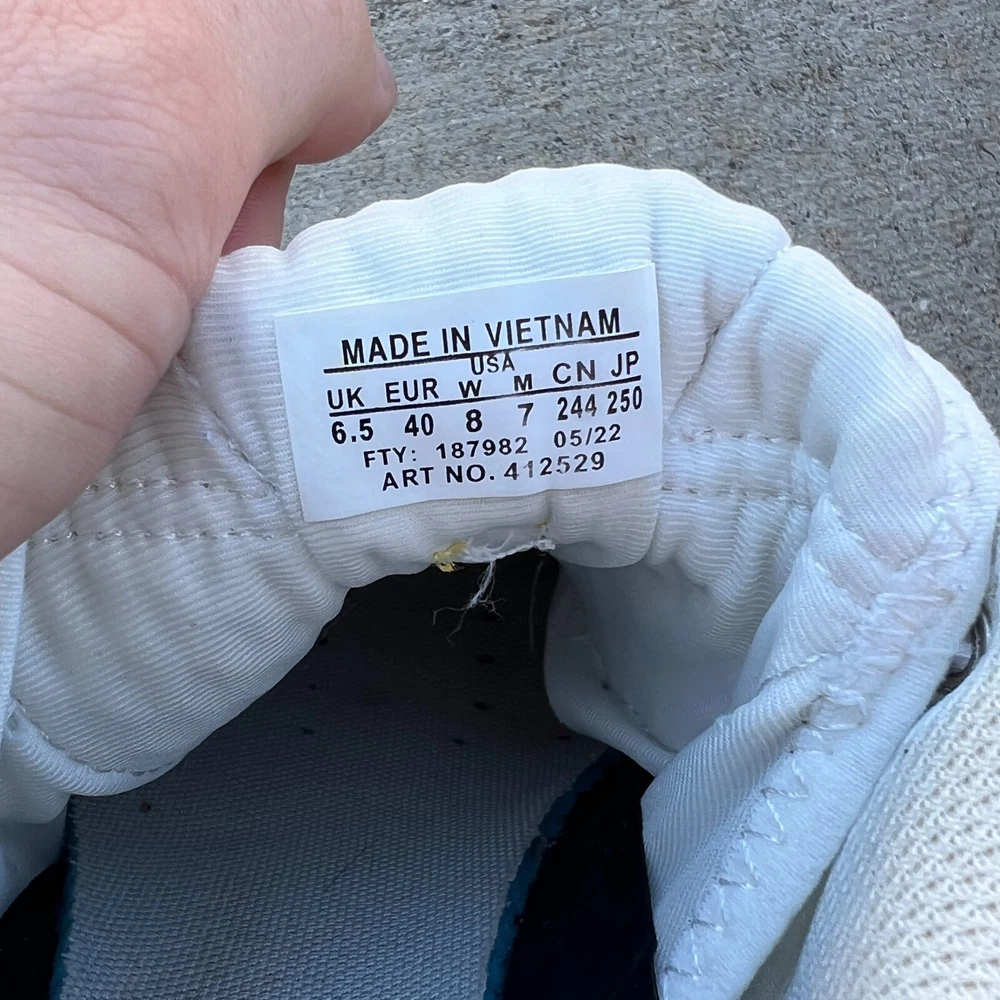 MADE IN VIETNAM
USA
UK EUR W M CN JP
6.5 40 8 7 244 250
FTY: 187982 05/22
ART NO. 412529